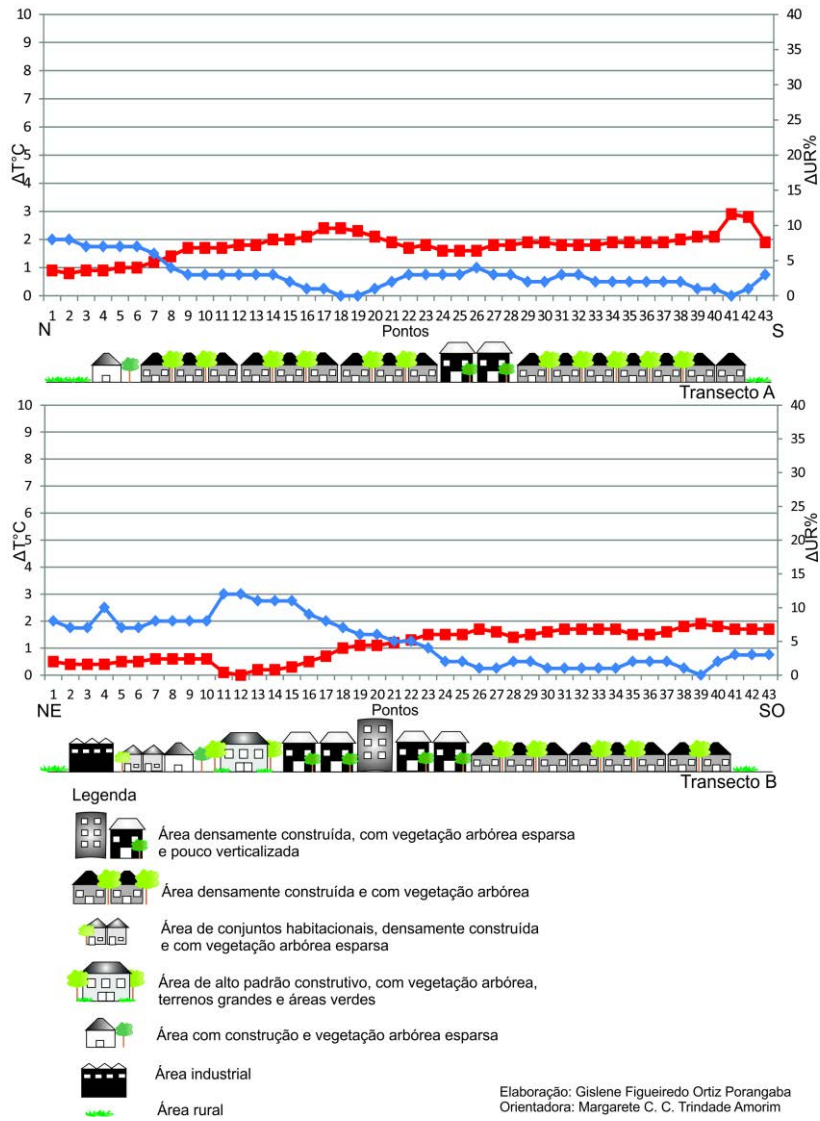 10
9
8
7
6
5
4
3
2
1
0
ΔT°C
40
35
30
25
20
15
10
5
0
ΔUR%
1 2 3 4 5 6 7 8 9 10 11 12 13 14 15 16 17 18 19 20 21 22 23 24 25 26 27 28 29 30 31 32 33 34 35 36 37 38 39 40 41 42 43
N Pontos S
Transecto A
10
9
8
7
6
5
4
3
2
1
0
ΔT°C
40
35
30
25
20
15
10
5
0
ΔUR%
1 2 3 4 5 6 7 8 9 10 11 12 13 14 15 16 17 18 19 20 21 22 23 24 25 26 27 28 29 30 31 32 33 34 35 36 37 38 39 40 41 42 43
NE Pontos SO
Transecto B
Legenda
Área densamente construída, com vegetação arbórea esparsa
e pouco verticalizada
Área densamente construída e com vegetação arbórea
Área de conjuntos habitacionais, densamente construída
e com vegetação arbórea esparsa
Área de alto padrão construtivo, com vegetação arbórea,
terrenos grandes e áreas verdes
Área com construção e vegetação arbórea esparsa
Área industrial
Área rural
Elaboração: Gislene Figueiredo Ortiz Porangaba
Orientadora: Margarete C. C. Trindade Amorim